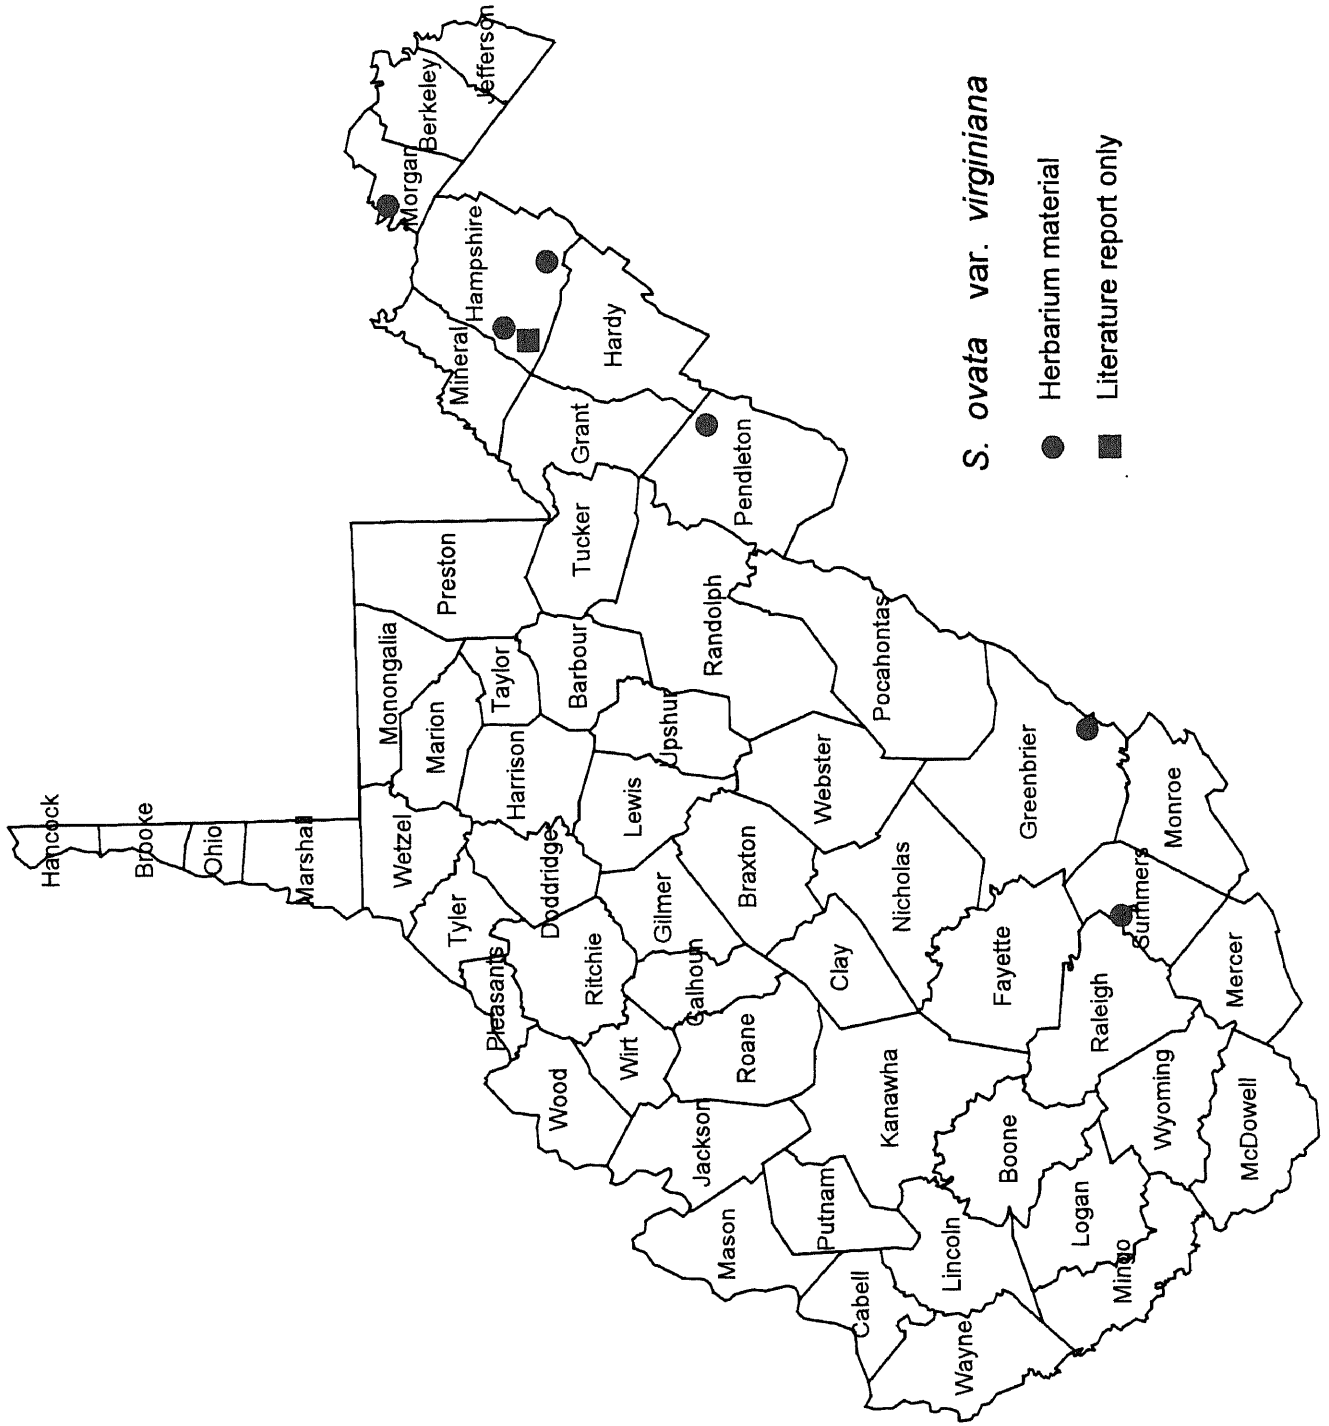 Hancock
Brooke
Ohio
Marshall
Wetzel
Monongalia
Marion
Preston
Taylor
Tyler
Pleasants
Doddridge
Harrison
Barbour
Tucker
Wood
Ritchie
Wirt
Gilmer
Lewis
Upshur
Randolph
Calhoun
Braxton
Webster
Jackson
Roane
Mason
Putnam
Kanawha
Clay
Nicholas
Pocahontas
Cabell
Lincoln
Boone
Fayette
Greenbrier
Wayne
Mingo
Logan
Raleigh
Summers
Monroe
Wyoming
Mercer
McDowell
Grant
Mineral
Hampshire
Hardy
Pendleton
Morgan
Berkeley
Jefferson
S. ovata var. virginiana
Herbarium material
Literature report only